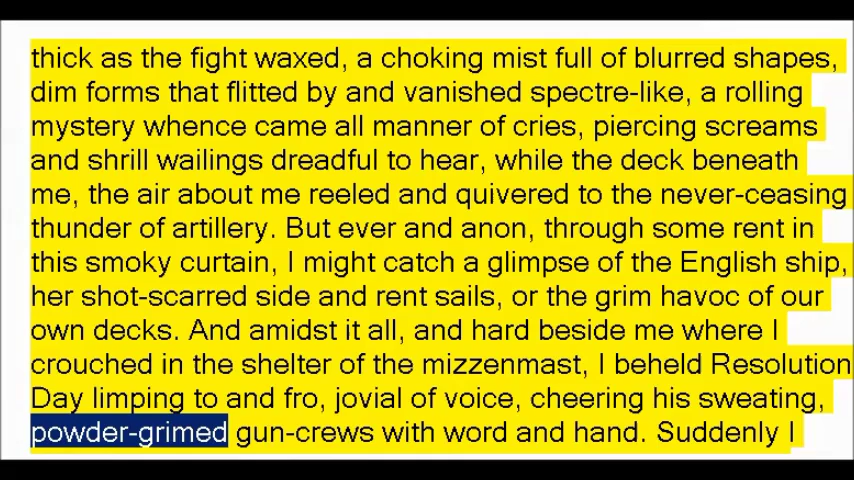 thick as the fight waxed, a choking mist full of blurred shapes,
dim forms that flitted by and vanished spectre-like, a rolling
mystery whence came all manner of cries, piercing screams
and shrill wailings dreadful to hear, while the deck beneath
me, the air about me reeled and quivered to the never-ceasing
thunder of artillery. But ever and anon, through some rent in
this smoky curtain, I might catch a glimpse of the English ship,
her shot-scarred side and rent sails, or the grim havoc of our
own decks. And amidst it all, and hard beside me where I
crouched in the shelter of the mizzenmast, I beheld Resolution
Day limping to and fro, jovial of voice, cheering his sweating,
powder-grimed gun-crews with word and hand. Suddenly I